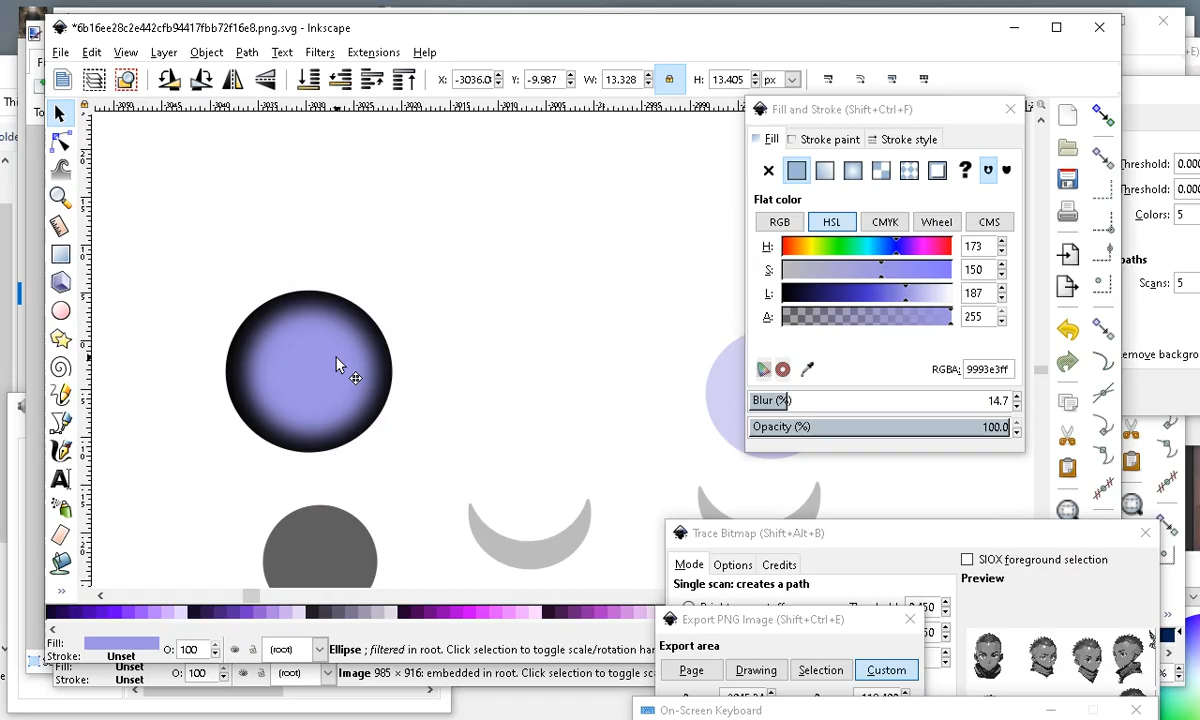 *6b16ee28c2e442cfb94417fbb72f16e8.png.svg - Inkscape
File Edit View Layer Object Path Text Filters Extensions Help
X: -3036.0 Y: -9.987 W: 13.328 H: 13.405 px
Fill and Stroke (Shift+Ctrl+F)
Fill Stroke paint Stroke style
Flat color
RGB HSL CMYK Wheel CMS
H: 173
S: 150
L: 187
A: 255
RGBA: 9993e3ff
Blur (%) 14.7
Opacity (%) 100.0
Threshold: 0.000
Threshold: 0.000
Colors: 5
paths
Scans: 5
Trace Bitmap (Shift+Alt+B)
Mode Options Credits
SIOX foreground selection
Single scan: creates a path
Preview
Export PNG Image (Shift+Ctrl+E)
Export area
Page Drawing Selection Custom
Fill:
Stroke: Unset
O: 100 (root) Ellipse ; filtered in root. Click selection to toggle scale/rotation han
Fill: Unset
Stroke: Unset
O: 100 (root) Image 985 × 916: embedded in root. Click selection to toggle sc
On-Screen Keyboard